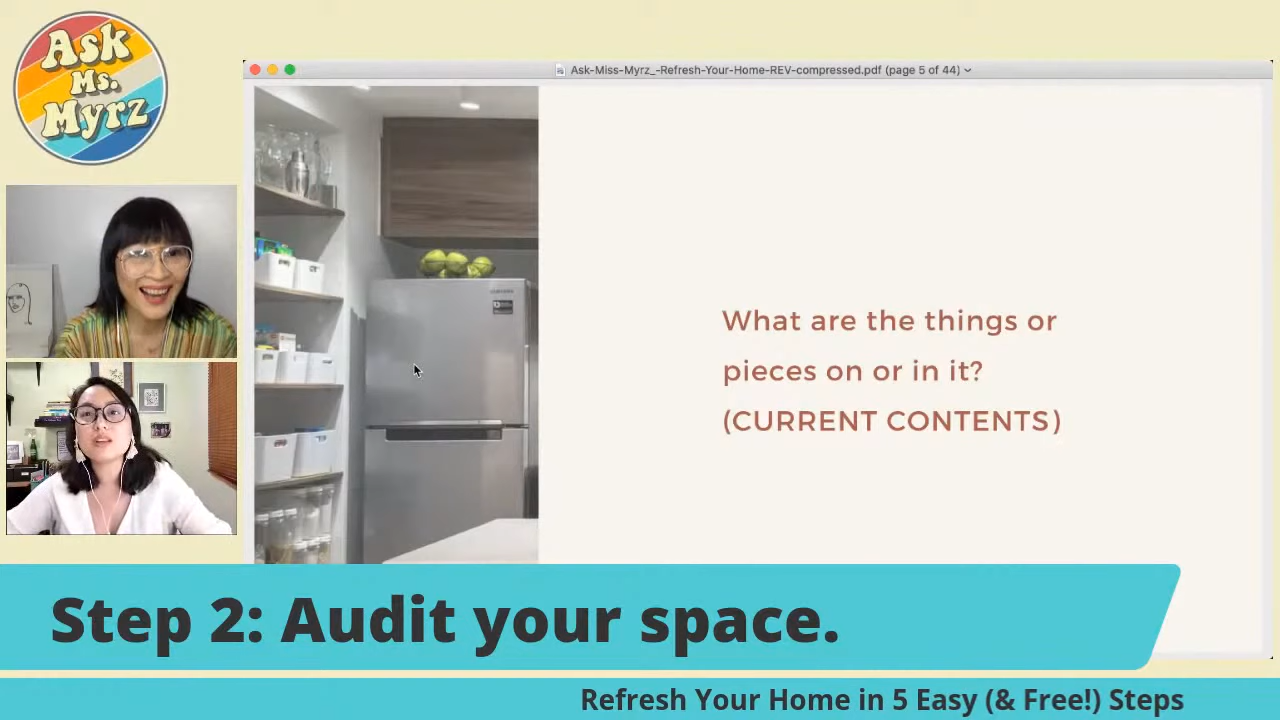 Ask
Ms.
Myrz
Ask-Miss-Myrz_-Refresh-Your-Home-REV-compressed.pdf (page 5 of 44)
What are the things or
pieces on or in it?
(CURRENT CONTENTS)
Step 2: Audit your space.
Refresh Your Home in 5 Easy (& Free!) Steps